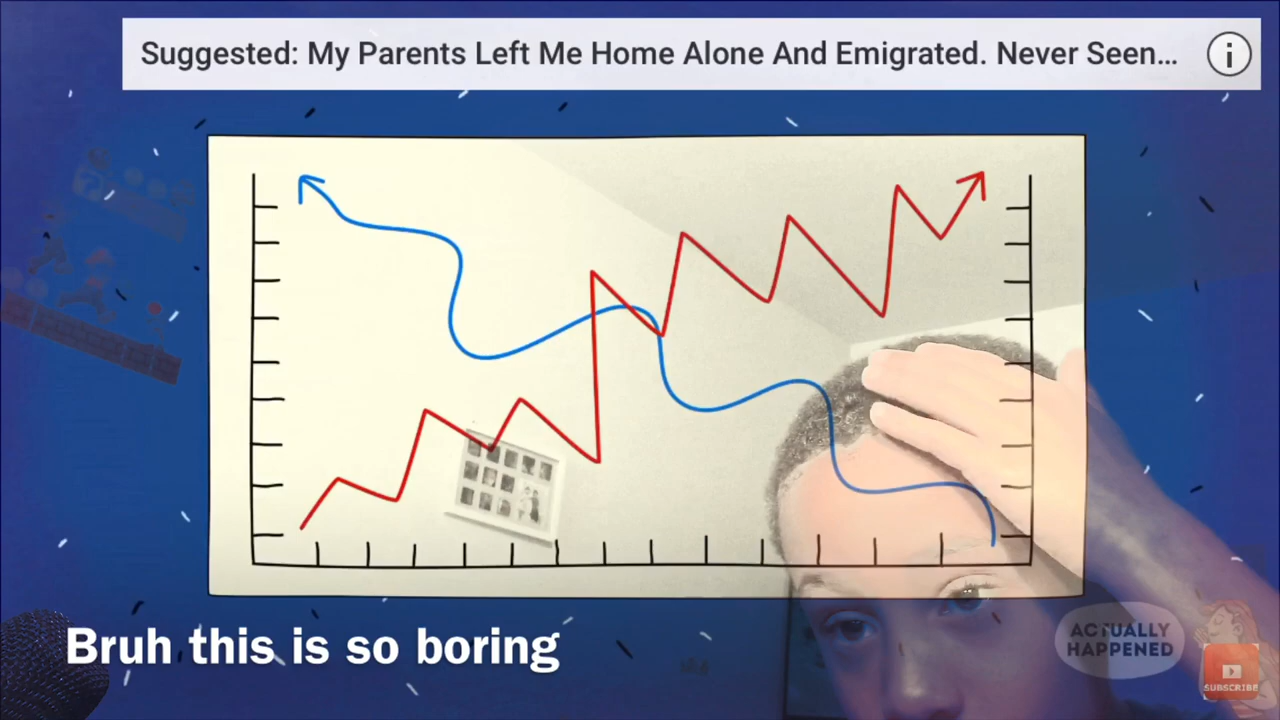 Suggested: My Parents Left Me Home Alone And Emigrated. Never Seen…
i
Bruh this is so boring
ACTUALLY
HAPPENED
SUBSCRIBE